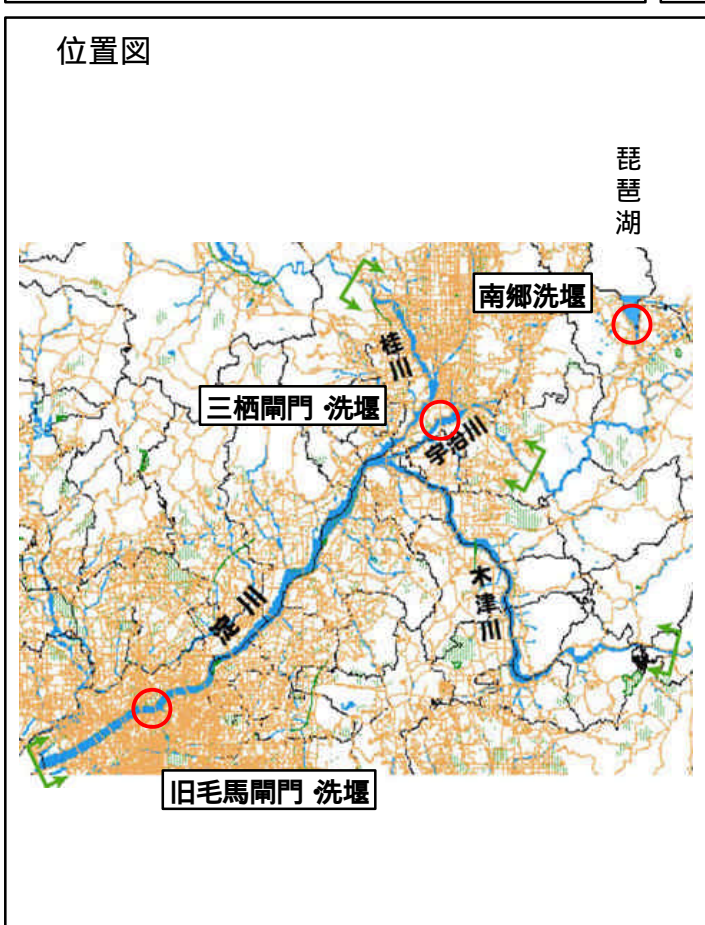 位置図
琵琶湖
南郷洗堰
桂川
三栖閘門・洗堰
宇治川
淀川
木津川
旧毛馬閘門・洗堰